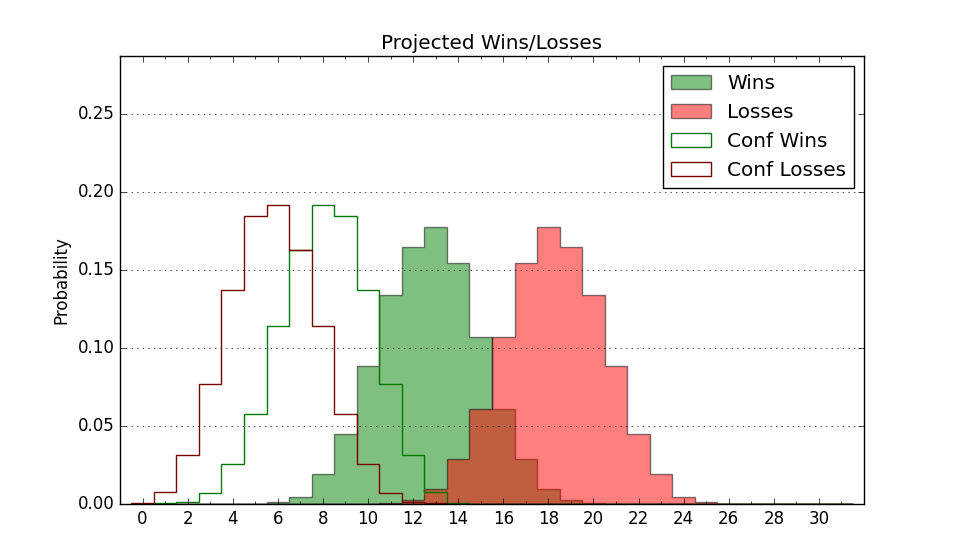 Projected Wins/Losses
Wins
Losses
Conf Wins
Conf Losses
Probability
0.25
0.20
0.15
0.10
0.05
0.00
0 2 4 6 8 10 12 14 16 18 20 22 24 26 28 30